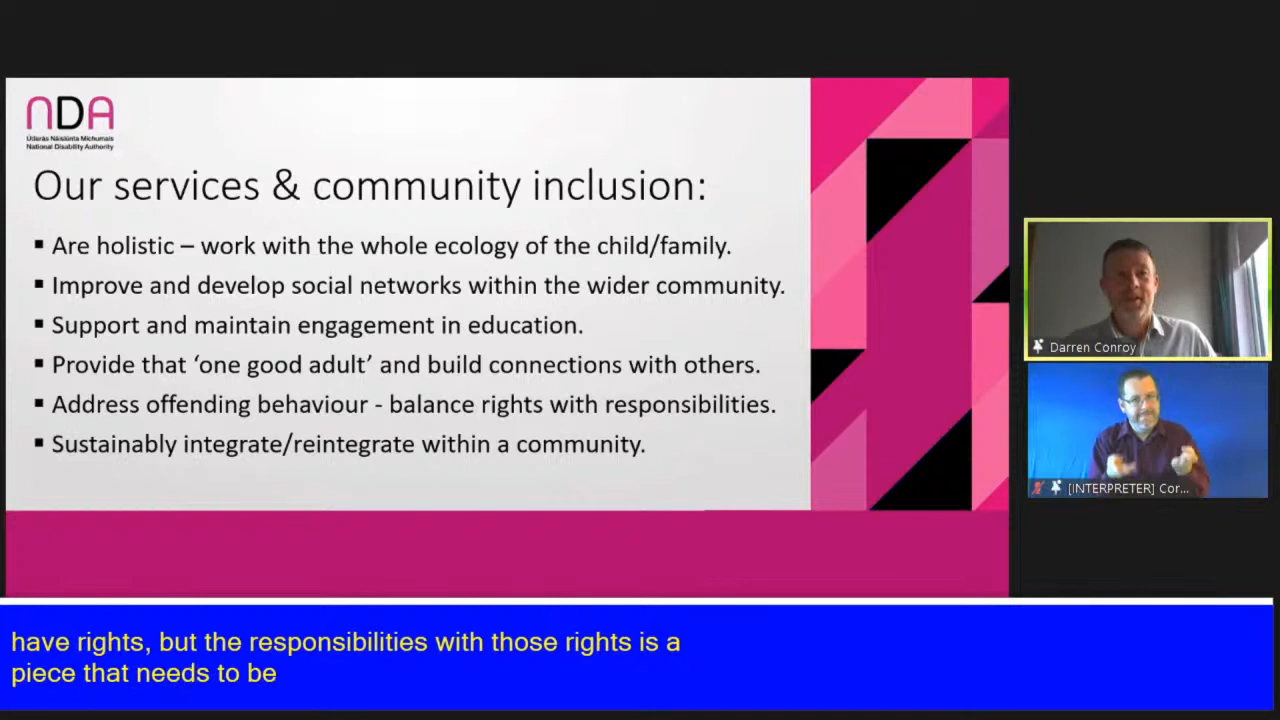 NDA
Údarás Náisiúnta Míchumais
National Disability Authority
Our services & community inclusion:
▪ Are holistic – work with the whole ecology of the child/family.
▪ Improve and develop social networks within the wider community.
▪ Support and maintain engagement in education.
▪ Provide that ‘one good adult’ and build connections with others.
▪ Address offending behaviour - balance rights with responsibilities.
▪ Sustainably integrate/reintegrate within a community.
Darren Conroy
[INTERPRETER] Cor...
have rights, but the responsibilities with those rights is a
piece that needs to be